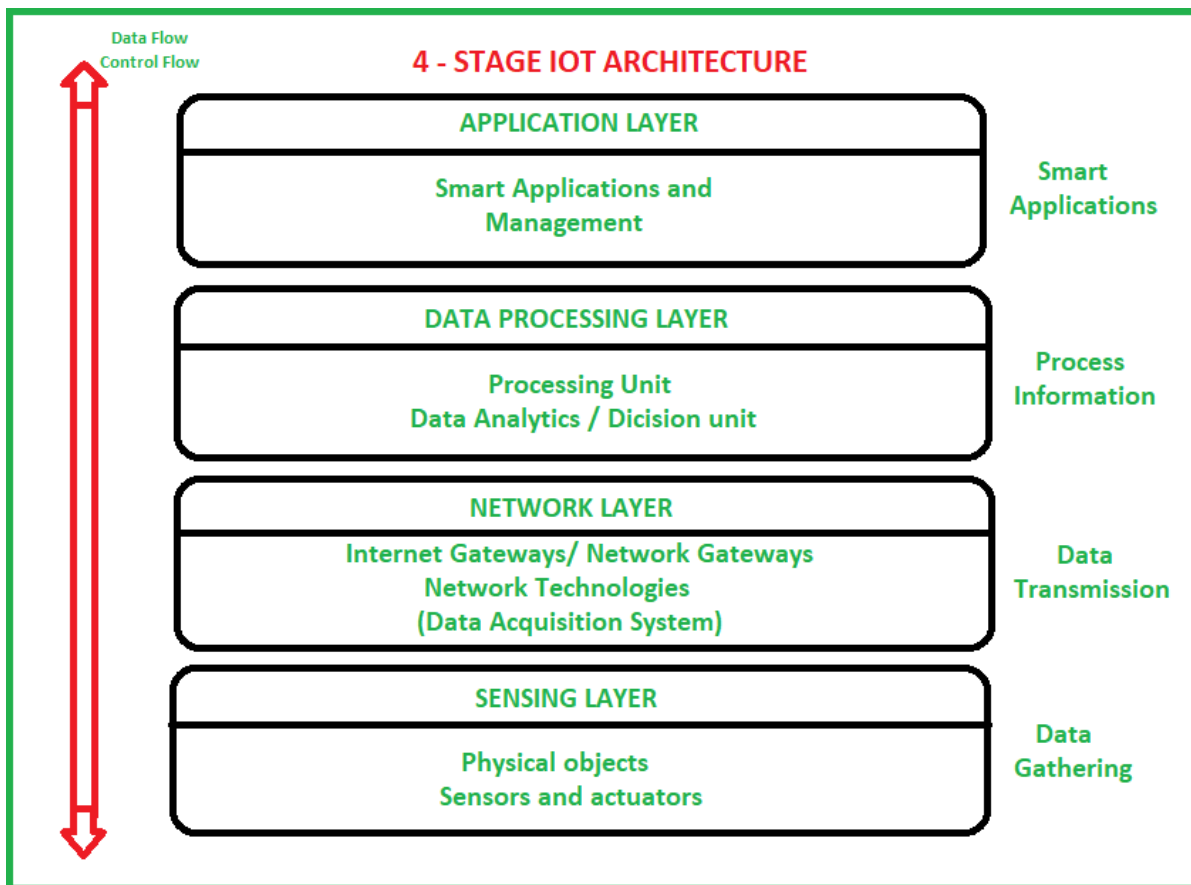 Data Flow
Control Flow
4 - STAGE IOT ARCHITECTURE
APPLICATION LAYER
Smart Applications and
Management
Smart
Applications
DATA PROCESSING LAYER
Processing Unit
Data Analytics / Dicision unit
Process
Information
NETWORK LAYER
Internet Gateways/ Network Gateways
Network Technologies
(Data Acquisition System)
Data
Transmission
SENSING LAYER
Physical objects
Sensors and actuators
Data
Gathering